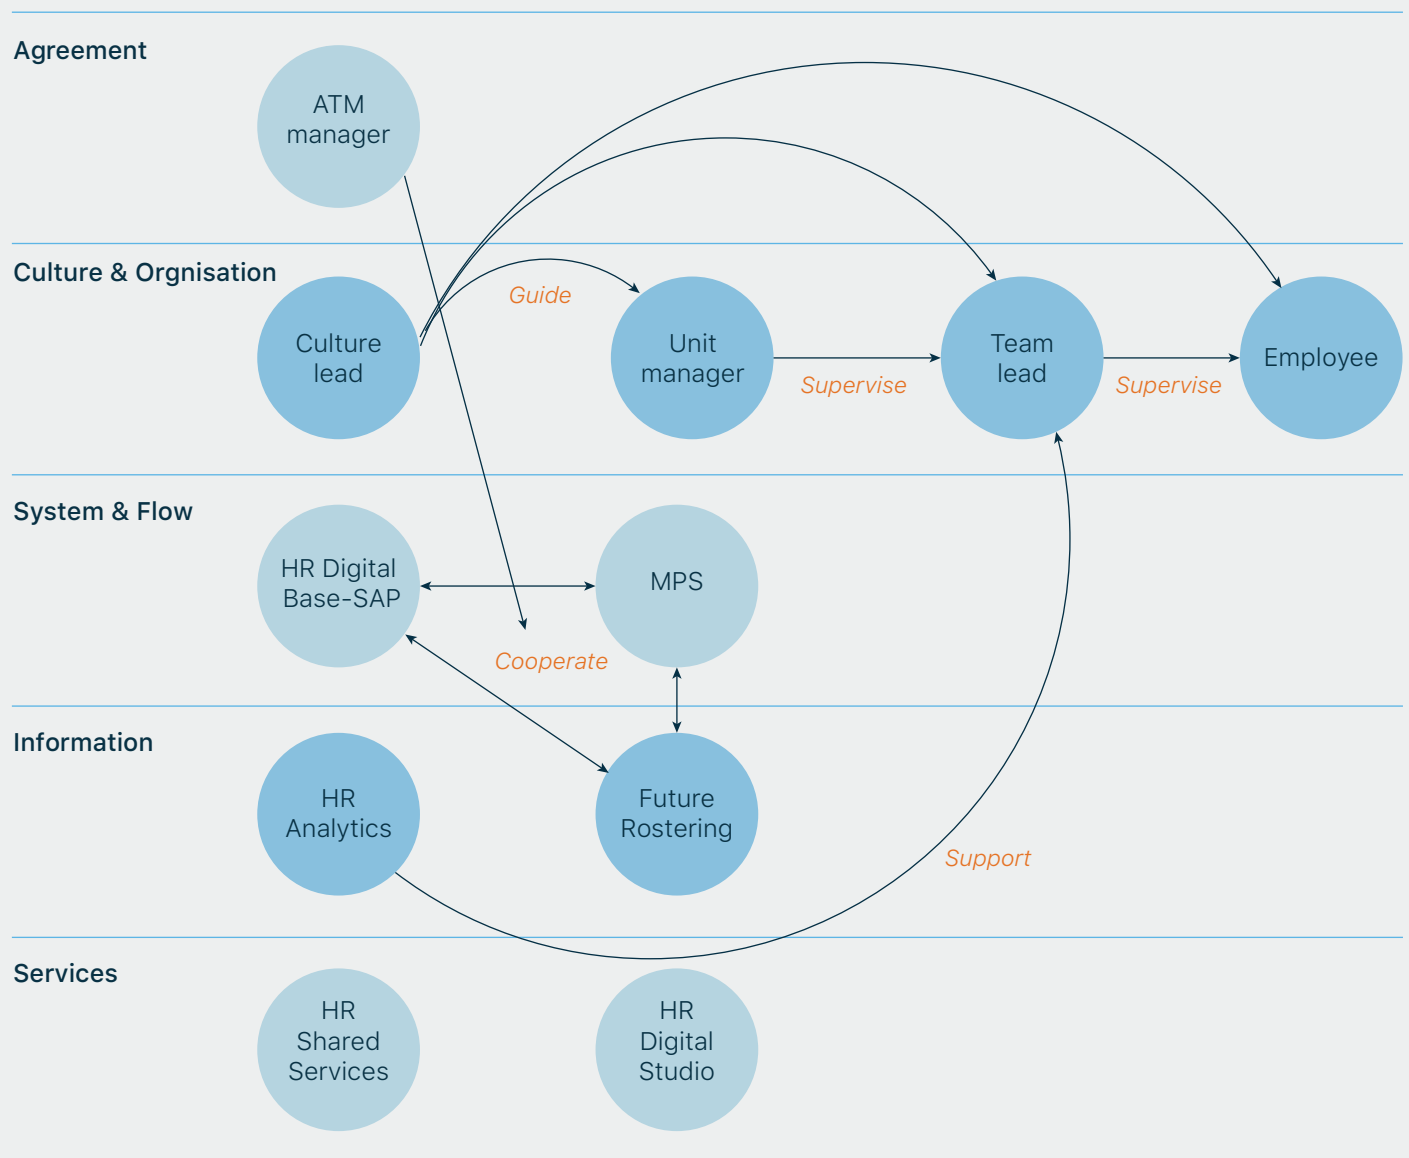 Agreement
ATM
manager
Culture & Orgnisation
Guide
Culture
lead
Unit
manager
Supervise
Team
lead
Supervise
Employee
System & Flow
HR Digital
Base-SAP
MPS
Cooperate
Information
HR
Analytics
Future
Rostering
Support
Services
HR
Shared
Services
HR
Digital
Studio